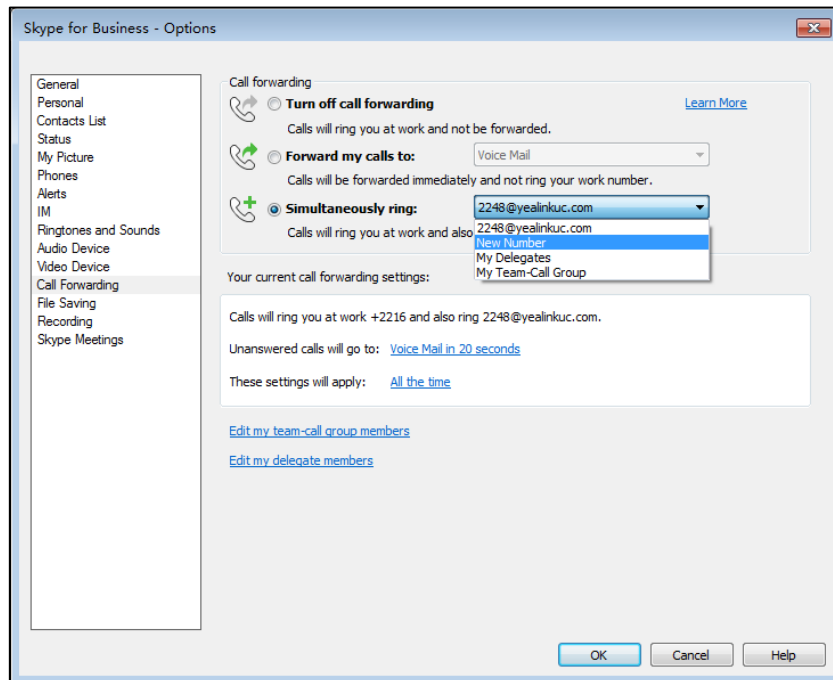 Skype for Business - Options
General
Personal
Contacts List
Status
My Picture
Phones
Alerts
IM
Ringtones and Sounds
Audio Device
Video Device
Call Forwarding
File Saving
Recording
Skype Meetings
Call forwarding
Turn off call forwarding
Learn More
Calls will ring you at work and not be forwarded.
Forward my calls to:
Voice Mail
Calls will be forwarded immediately and not ring your work number.
Simultaneously ring:
2248@yealinkuc.com
Calls will ring you at work and also
2248@yealinkuc.com
New Number
My Delegates
My Team-Call Group
Your current call forwarding settings:
Calls will ring you at work +2216 and also ring 2248@yealinkuc.com.
Unanswered calls will go to: Voice Mail in 20 seconds
These settings will apply: All the time
Edit my team-call group members
Edit my delegate members
OK
Cancel
Help